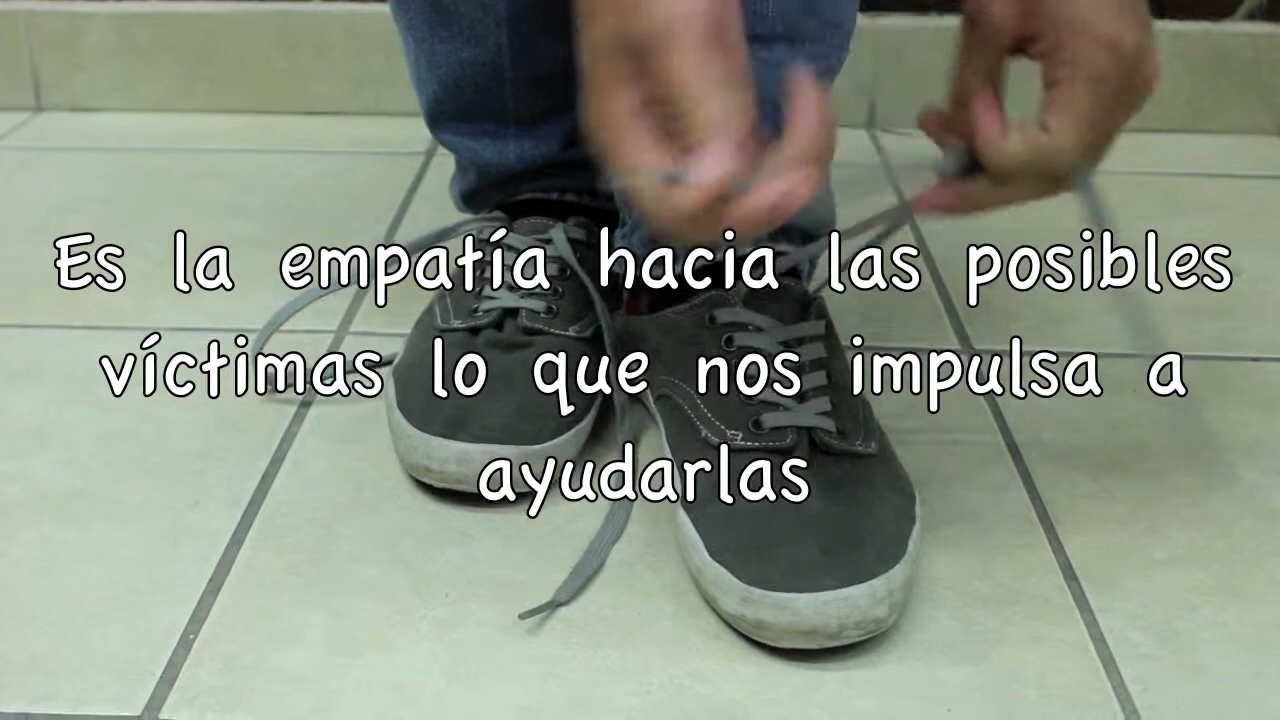 Es la empatía hacia las posibles
víctimas lo que nos impulsa a
ayudarlas